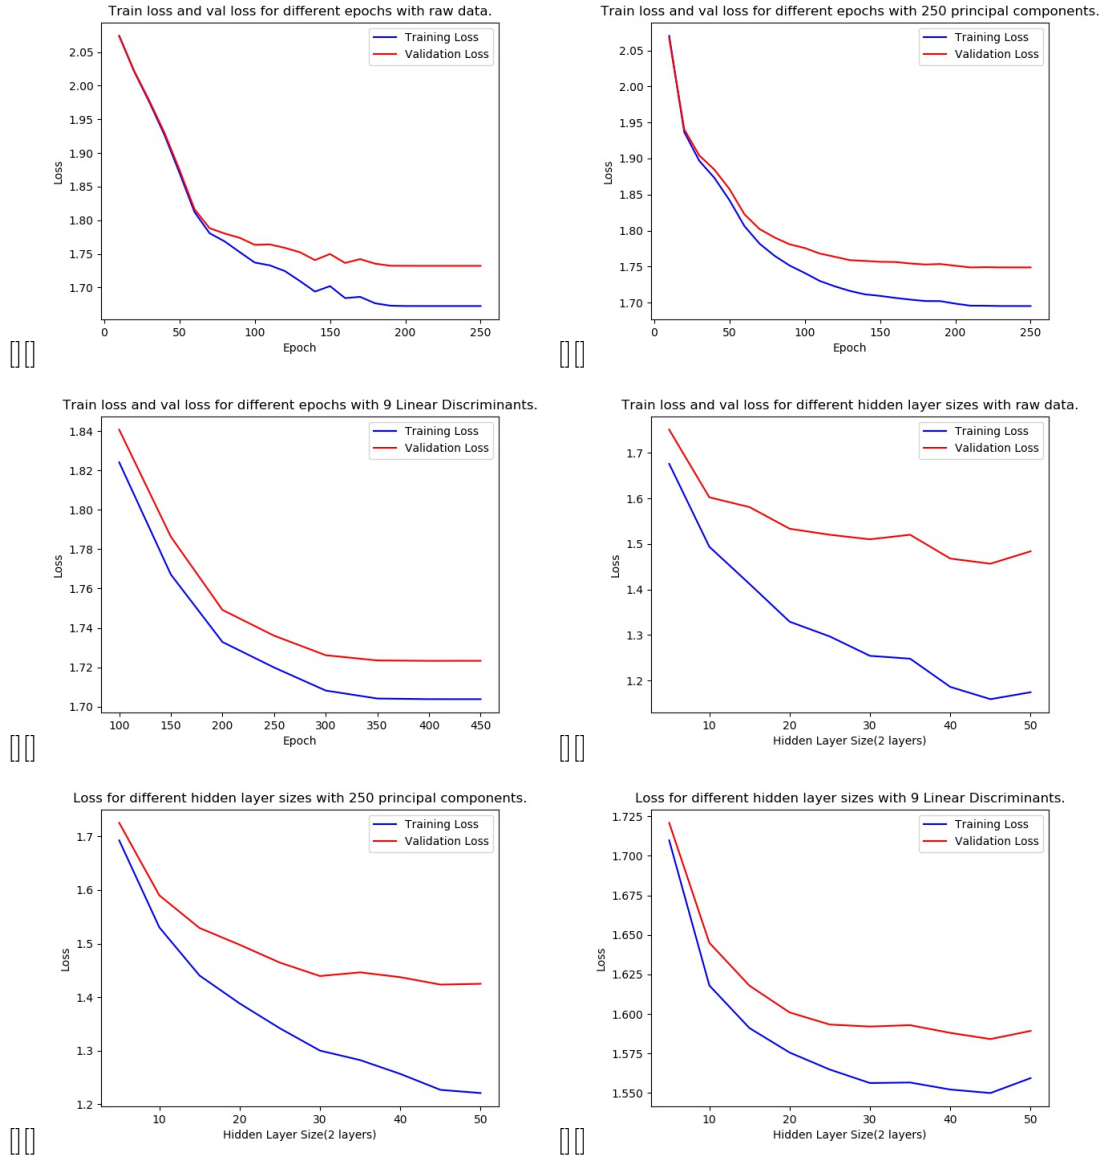 Train loss and val loss for different epochs with raw data.
Training Loss
Validation Loss
2.05
2.00
1.95
1.90
1.85
1.80
1.75
1.70
Loss
0 50 100 150 200 250
Epoch
[] []
Train loss and val loss for different epochs with 250 principal components.
Training Loss
Validation Loss
2.05
2.00
1.95
1.90
1.85
1.80
1.75
1.70
Loss
0 50 100 150 200 250
Epoch
[] []
Train loss and val loss for different epochs with 9 Linear Discriminants.
Training Loss
Validation Loss
1.84
1.82
1.80
1.78
1.76
1.74
1.72
1.70
Loss
100 150 200 250 300 350 400 450
Epoch
[] []
Train loss and val loss for different hidden layer sizes with raw data.
Training Loss
Validation Loss
1.7
1.6
1.5
1.4
1.3
1.2
Loss
10 20 30 40 50
Hidden Layer Size(2 layers)
[] []
Loss for different hidden layer sizes with 250 principal components.
Training Loss
Validation Loss
1.7
1.6
1.5
1.4
1.3
1.2
Loss
10 20 30 40 50
Hidden Layer Size(2 layers)
[] []
Loss for different hidden layer sizes with 9 Linear Discriminants.
Training Loss
Validation Loss
1.725
1.700
1.675
1.650
1.625
1.600
1.575
1.550
Loss
10 20 30 40 50
Hidden Layer Size(2 layers)
[] []